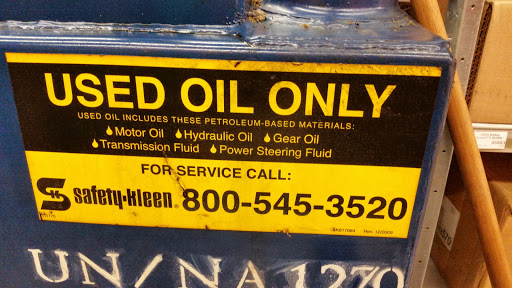 USED OIL ONLY
USED OIL INCLUDES THESE PETROLEUM-BASED MATERIALS:
Motor Oil Hydraulic Oil Gear Oil
Transmission Fluid Power Steering Fluid
FOR SERVICE CALL:
safety-kleen® 800-545-3520
UN/NA 1270